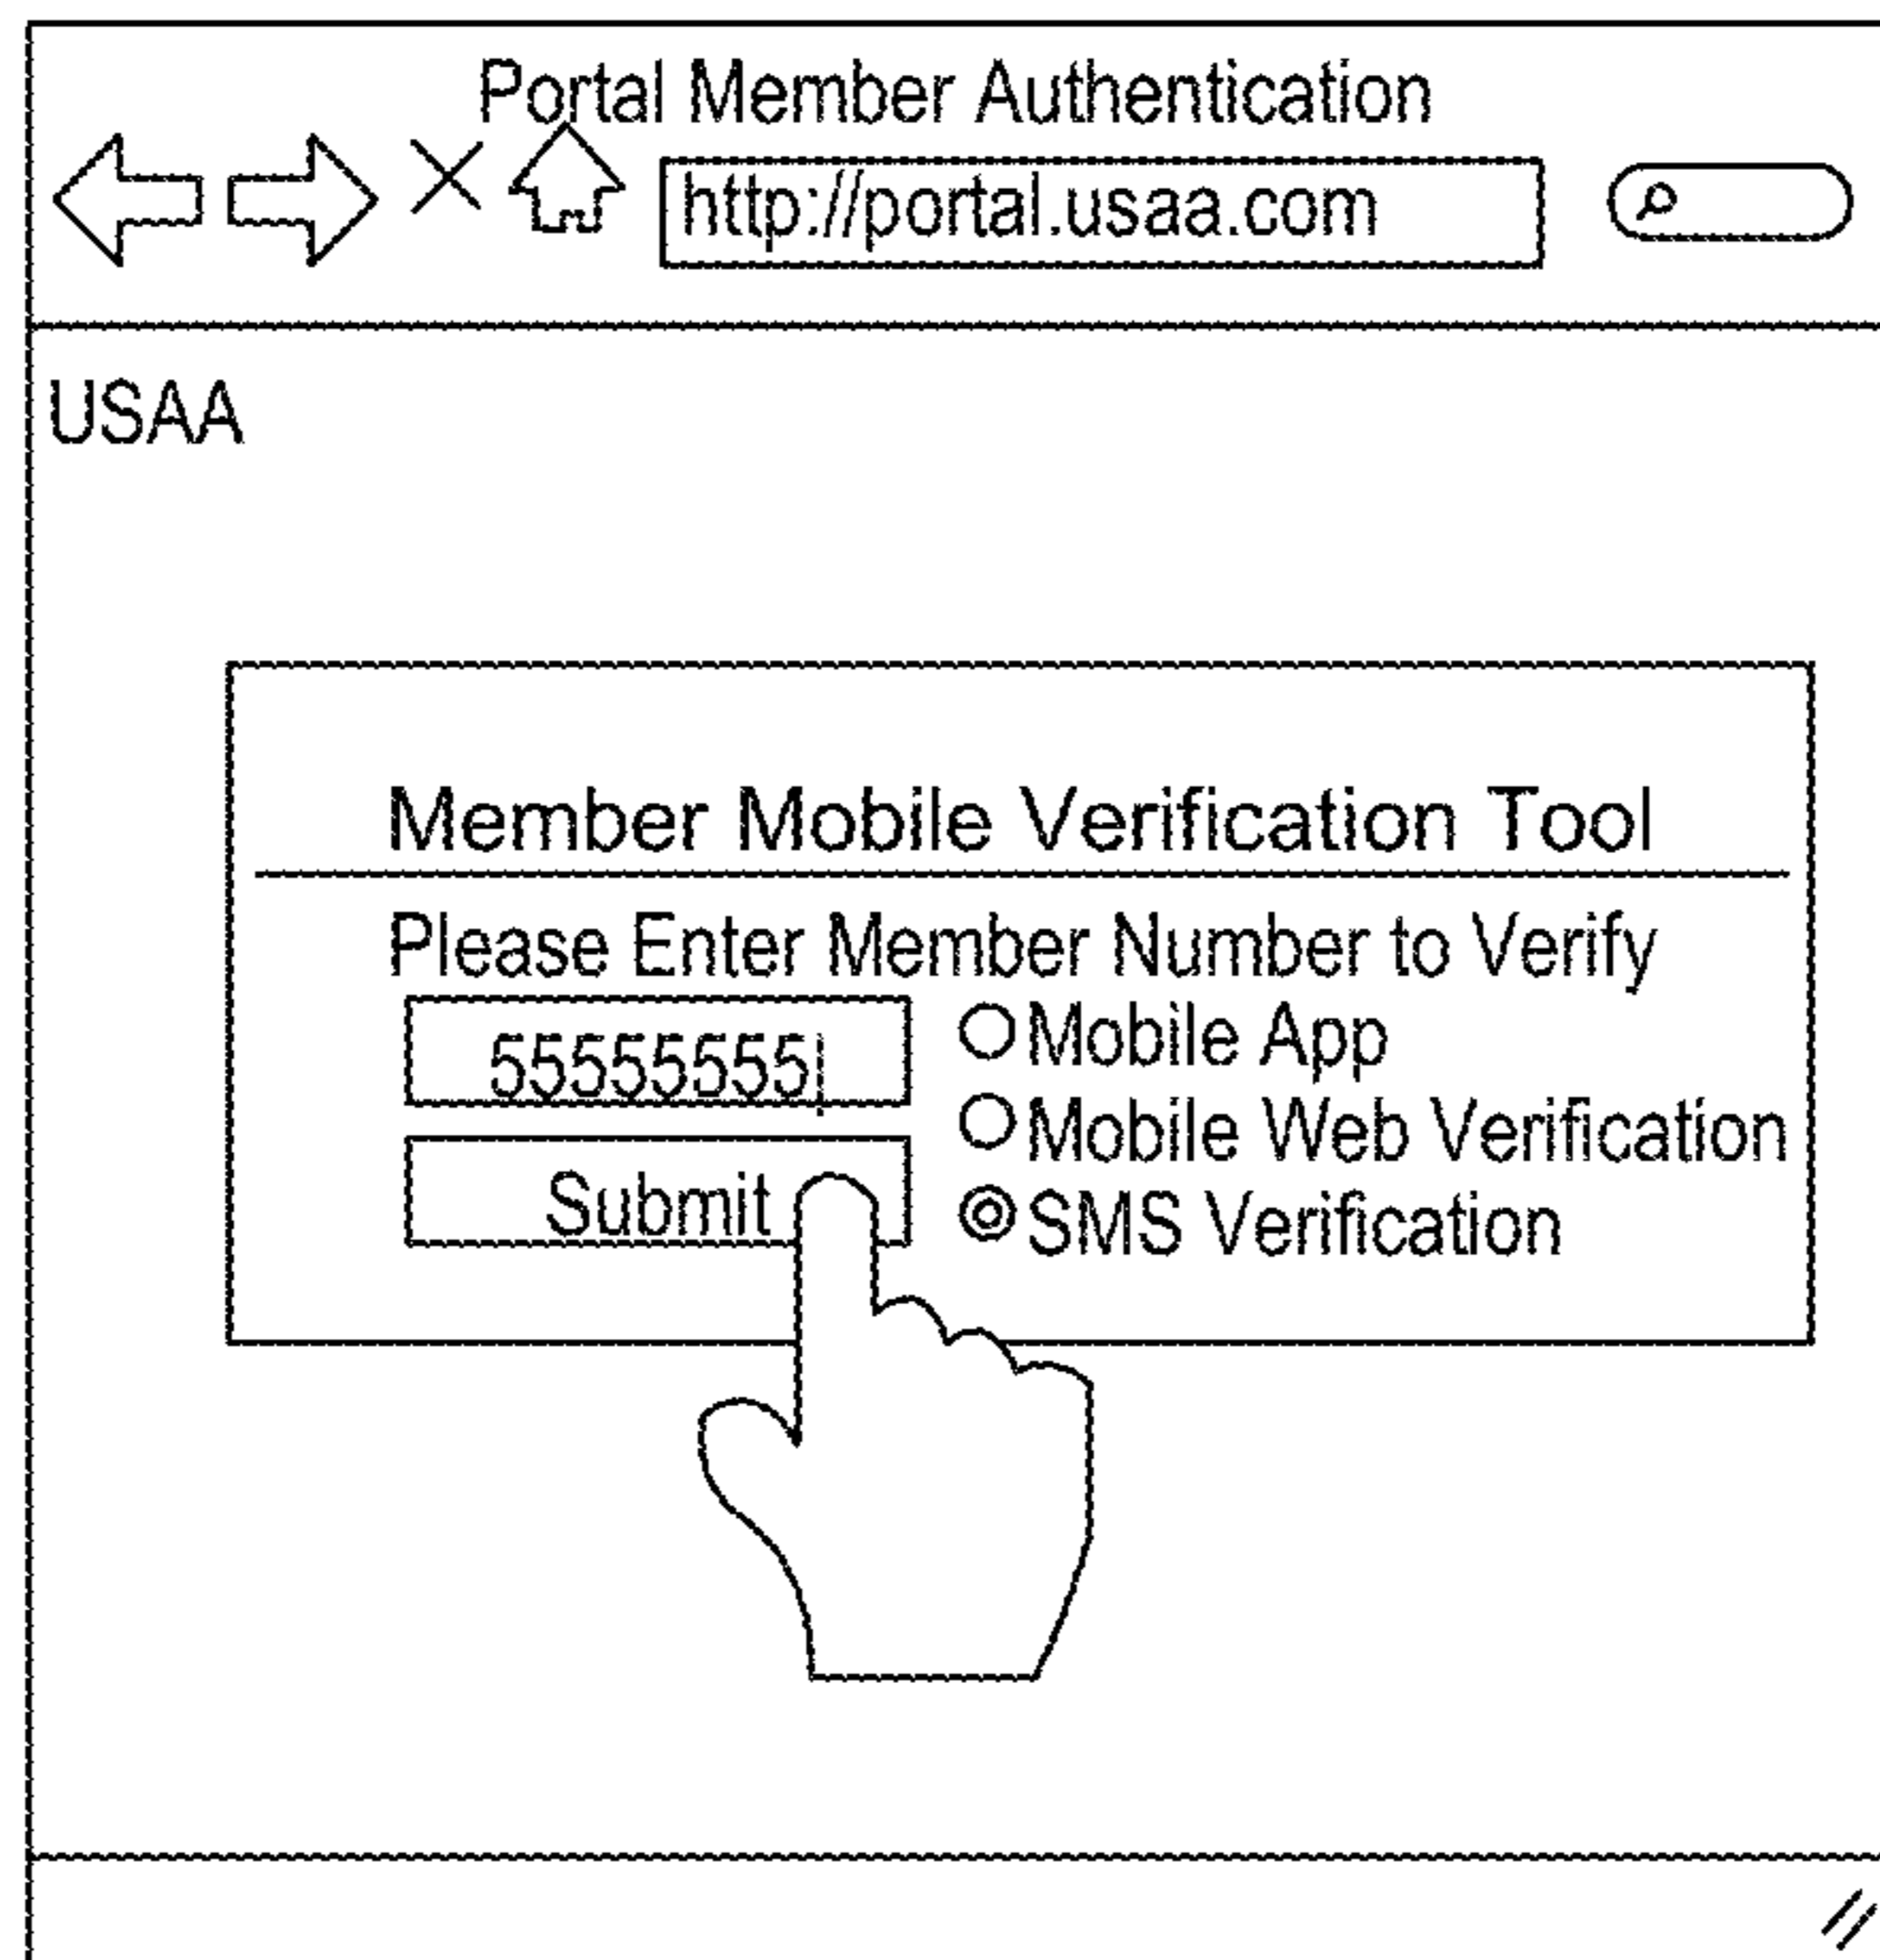 Portal Member Authentication
http://portal.usaa.com
USAA
Member Mobile Verification Tool
Please Enter Member Number to Verify
55555555
Mobile App
Mobile Web Verification
Submit
SMS Verification